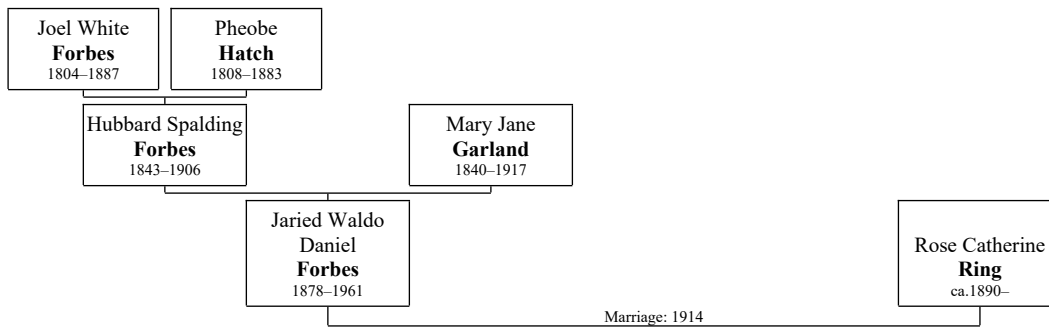 Joel White
Forbes
1804–1887
Pheobe
Hatch
1808–1883
Hubbard Spalding
Forbes
1843–1906
Mary Jane
Garland
1840–1917
Jaried Waldo
Daniel
Forbes
1878–1961
Rose Catherine
Ring
ca.1890–
Marriage: 1914